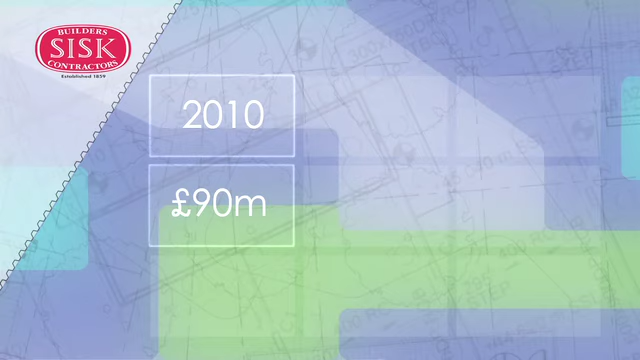 BUILDERS
SISK
CONTRACTORS
Established 1859
2010
£90m